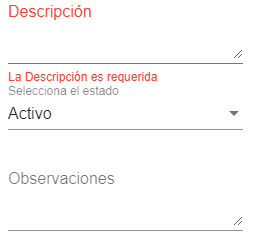 Descripción
La Descripción es requerida
Selecciona el estado
Activo
Observaciones